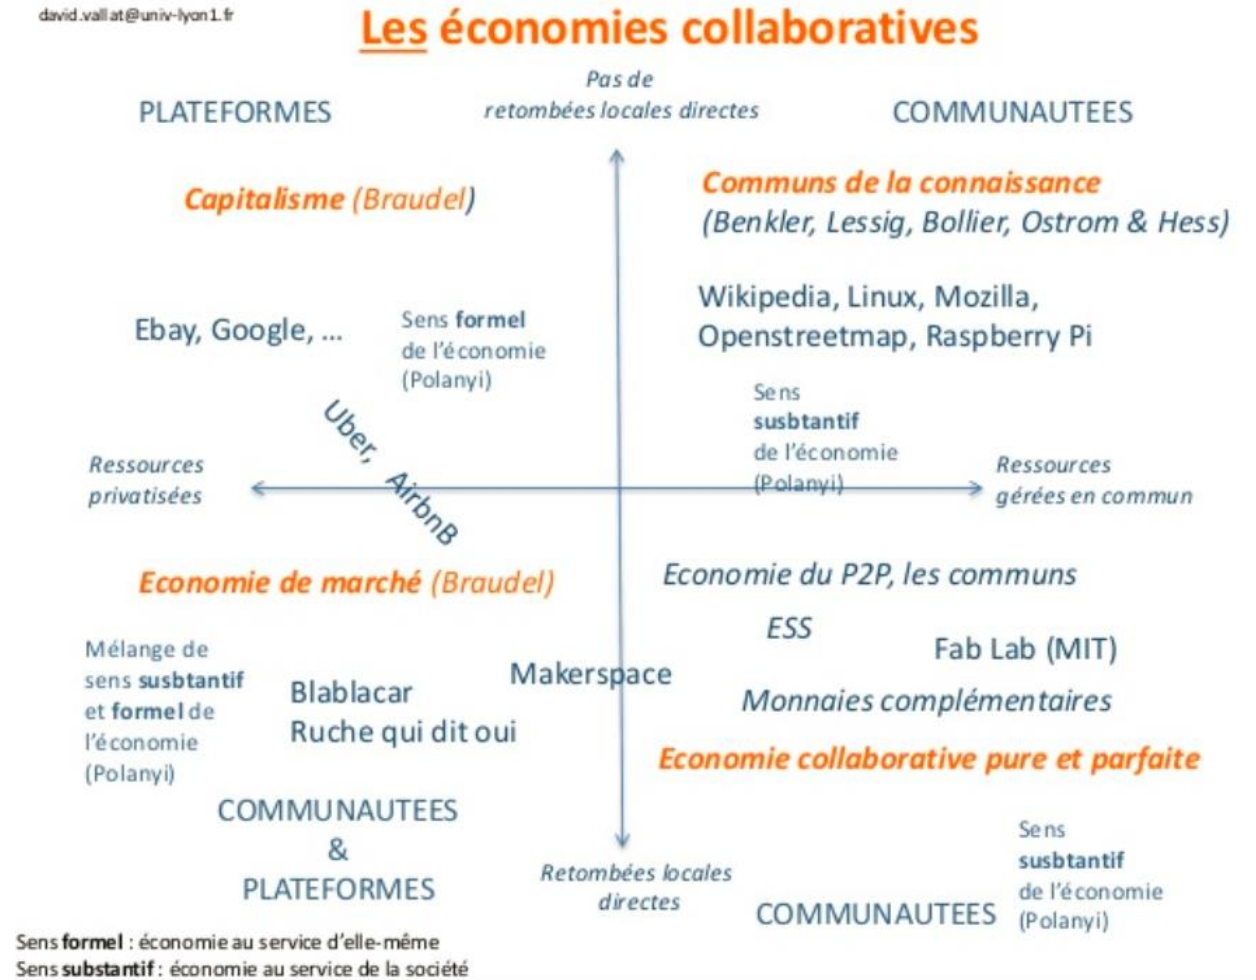 david.vallat@univ-lyon1.fr
Les économies collaboratives
Pas de
retombées locales directes
PLATEFORMES
COMMUNAUTEES
Capitalisme (Braudel)
Communs de la connaissance
(Benkler, Lessig, Bollier, Ostrom & Hess)
Ebay, Google, ...
Sens formel
de l'économie
(Polanyi)
Wikipedia, Linux, Mozilla,
Openstreetmap, Raspberry Pi
Sens
susbtantif
de l'économie
(Polanyi)
Uber, AirbnB
Ressources
privatisées
Ressources
gérées en commun
Economie de marché (Braudel)
Economie du P2P, les communs
ESS
Fab Lab (MIT)
Mélange de
sens susbtantif
et formel de
l'économie
(Polanyi)
Blablacar
Ruche qui dit oui
Makerspace
Monnaies complémentaires
Economie collaborative pure et parfaite
COMMUNAUTEES
&
PLATEFORMES
Retombées locales
directes
COMMUNAUTEES
Sens
susbtantif
de l'économie
(Polanyi)
Sens formel : économie au service d'elle-même
Sens substantif : économie au service de la société